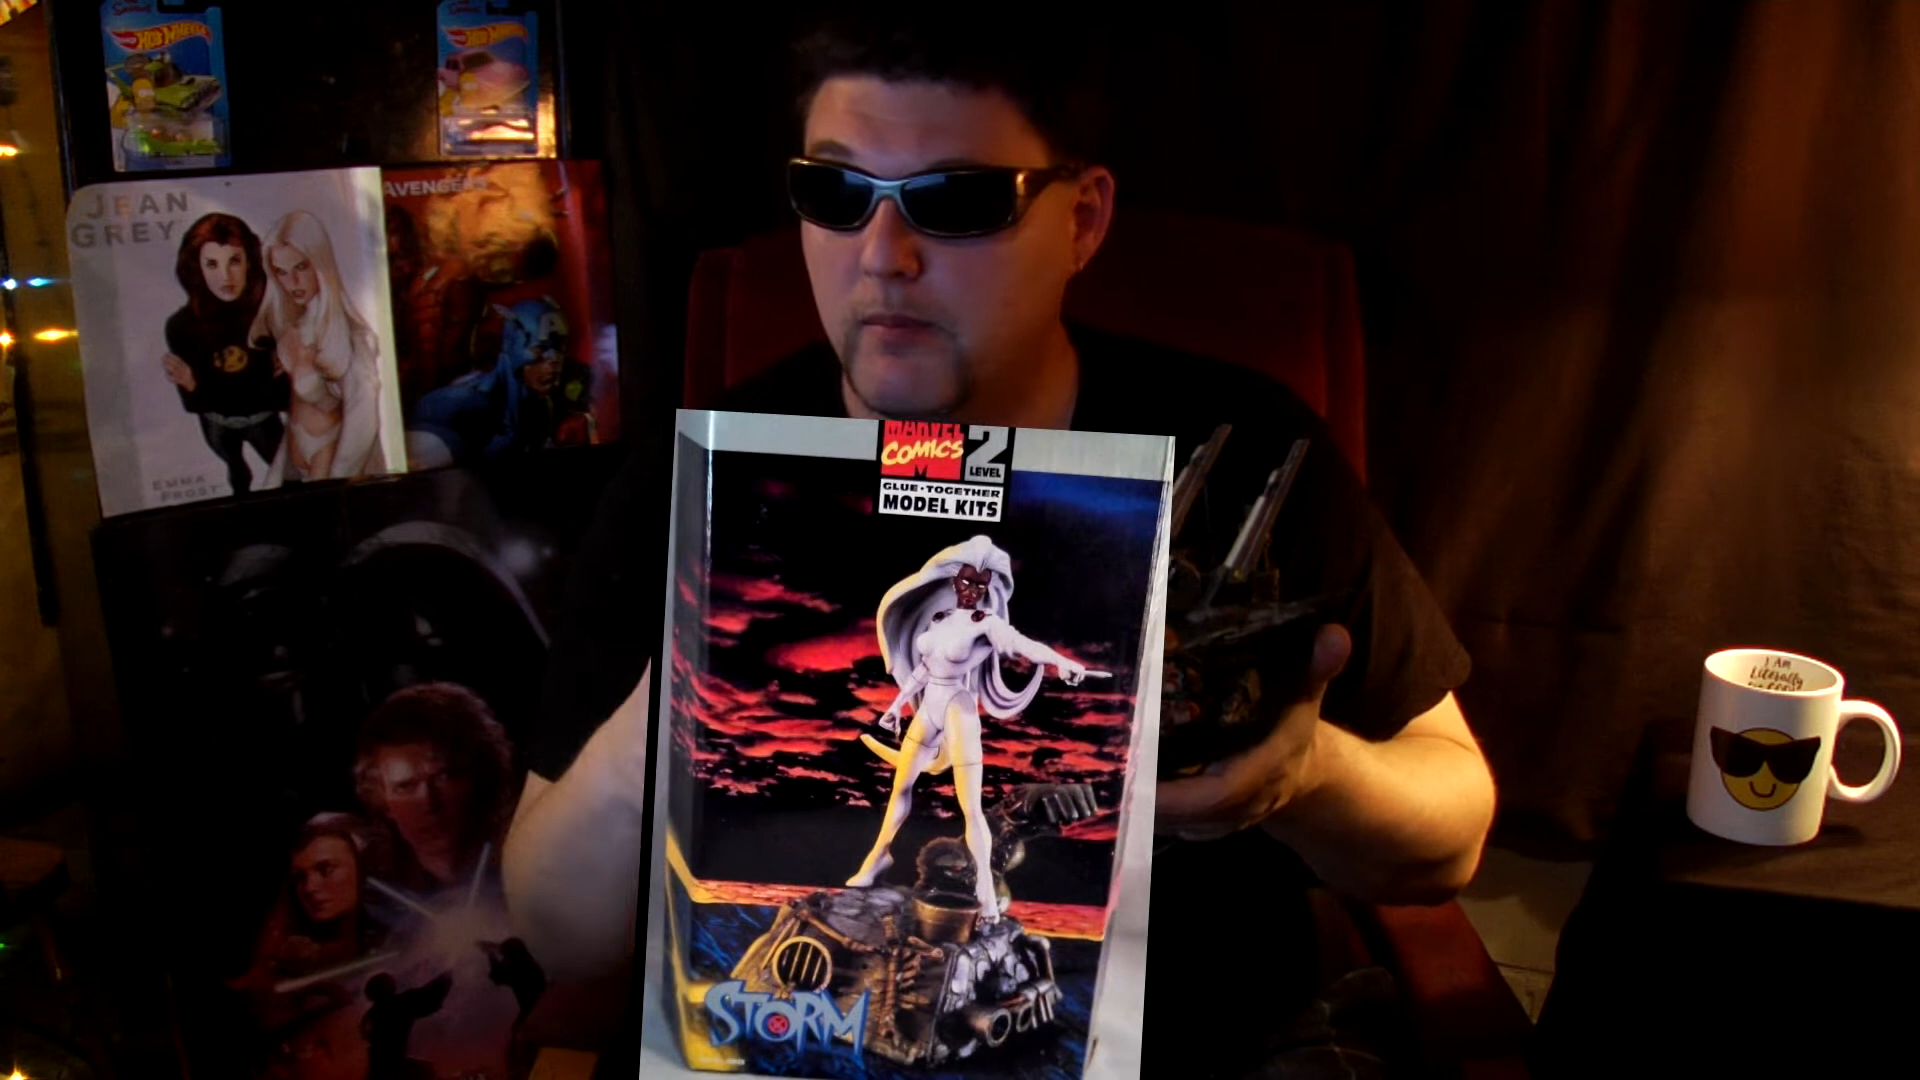 Hot Wheels
Hot Wheels
JEAN
GREY
AVENGERS
EMMA
FROST
MARVEL
COMICS
2
LEVEL
GLUE•TOGETHER
MODEL KITS
STORM
I Am
Literally